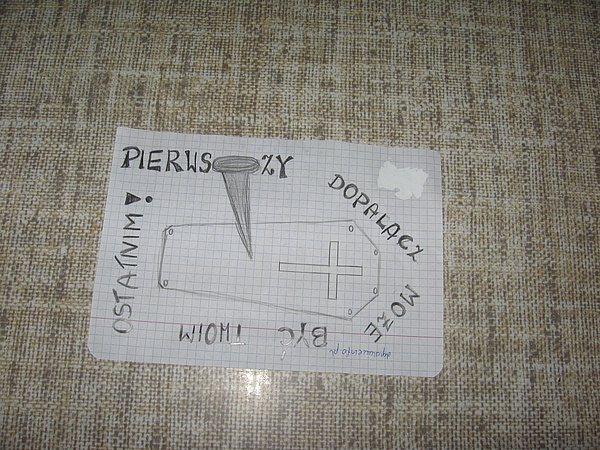 PIERWSZY
DOPALACZ
MOŻE
BYĆ
TWOIM
OSTATNIM!